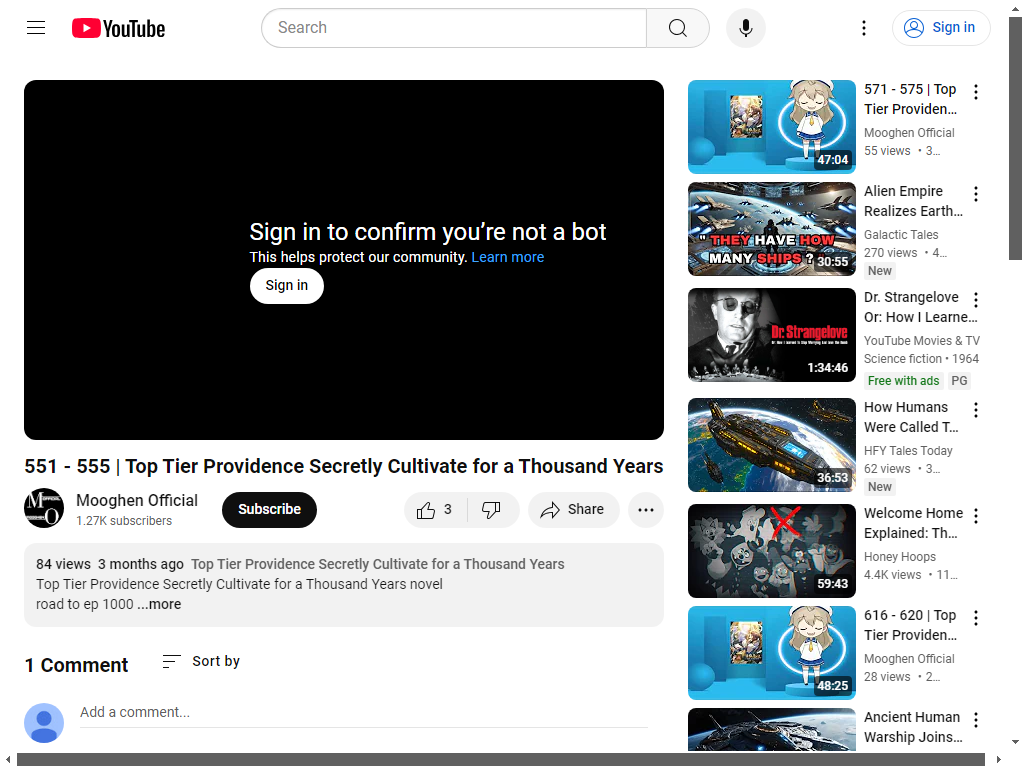 YouTube
Search
Sign in
Sign in to confirm you’re not a bot
This helps protect our community. Learn more
Sign in
551 - 555 | Top Tier Providence Secretly Cultivate for a Thousand Years
Mooghen Official
1.27K subscribers
Subscribe
3
Share
84 views 3 months ago Top Tier Providence Secretly Cultivate for a Thousand Years
Top Tier Providence Secretly Cultivate for a Thousand Years novel
road to ep 1000 ...more
1 Comment
Sort by
Add a comment...
47:04
571 - 575 | Top
Tier Providen...
Mooghen Official
55 views • 3...
" THEY HAVE HOW
MANY SHIPS ?
30:55
Alien Empire
Realizes Earth...
Galactic Tales
270 views • 4...
New
Dr. Strangelove
1:34:46
Dr. Strangelove
Or: How I Learne...
YouTube Movies & TV
Science fiction • 1964
Free with ads PG
36:53
How Humans
Were Called T...
HFY Tales Today
62 views • 3...
New
59:43
Welcome Home
Explained: Th...
Honey Hoops
4.4K views • 11...
48:25
616 - 620 | Top
Tier Providen...
Mooghen Official
28 views • 2...
Ancient Human
Warship Joins...